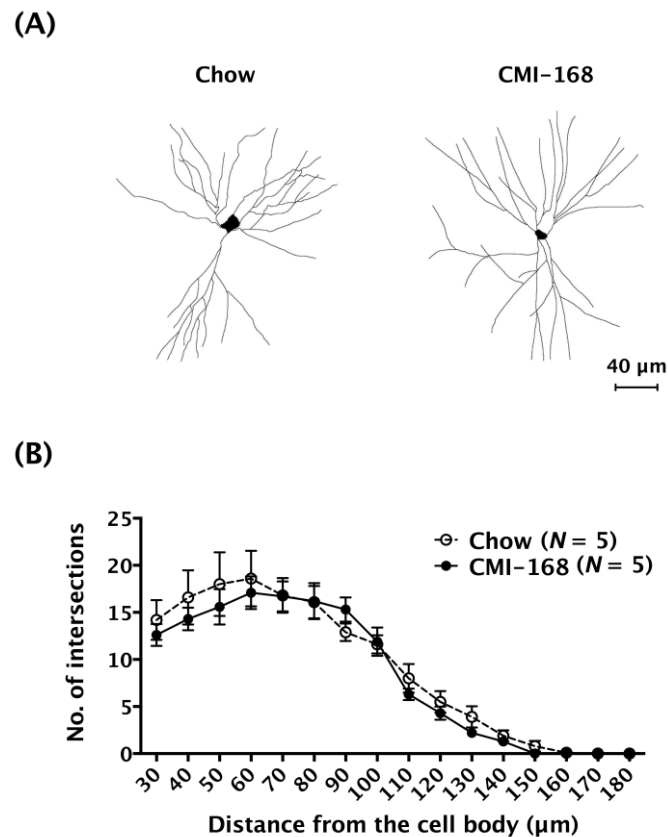 (A)
Chow
CMI-168
40 μm
(B)
No. of intersections
25
20
15
10
5
0
Chow (N = 5)
CMI-168 (N = 5)
30 40 50 60 70 80 90 100 110 120 130 140 150 160 170 180
Distance from the cell body (μm)